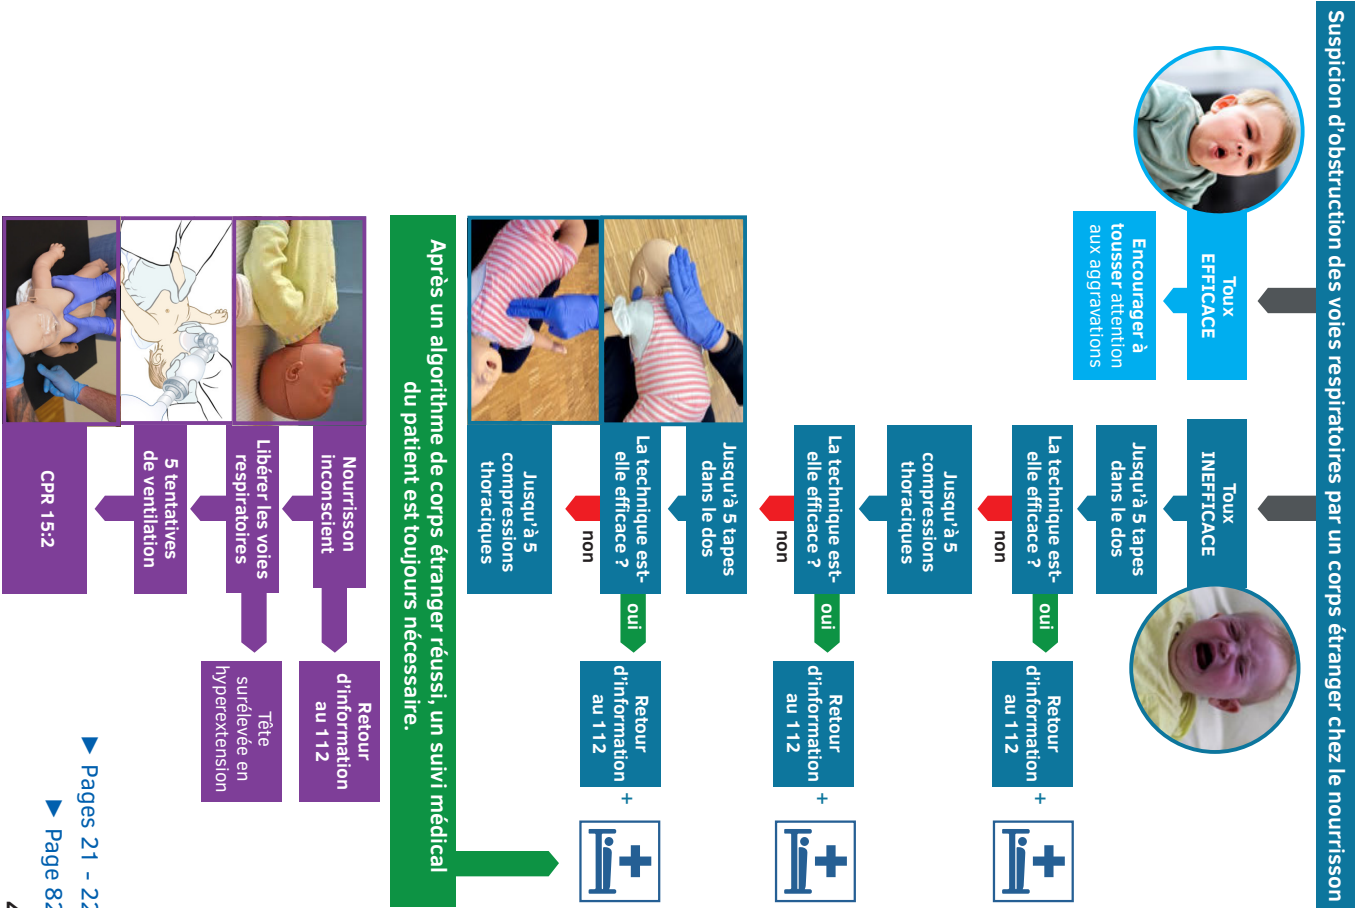 Suspicion d'obstruction des voies respiratoires par un corps étranger chez le nourrisson
Toux
EFFICACE
Encourager à
tousser attention
aux aggravations
Toux
INEFFICACE
Jusqu'à 5 tapes
dans le dos
La technique est-
elle efficace ?
oui
Retour
d'information
au 112
+
non
Jusqu'à 5
compressions
thoraciques
La technique est-
elle efficace ?
oui
Retour
d'information
au 112
+
non
Jusqu'à 5 tapes
dans le dos
La technique est-
elle efficace ?
oui
Retour
d'information
au 112
+
non
Jusqu'à 5
compressions
thoraciques
Après un algorithme de corps étranger réussi, un suivi médical
du patient est toujours nécessaire.
Nourrisson
inconscient
Retour
d'information
au 112
Libérer les voies
respiratoires
Tête
surélevée en
hyperextension
5 tentatives
de ventilation
CPR 15:2
▶ Pages 21 - 22
▶ Page 82